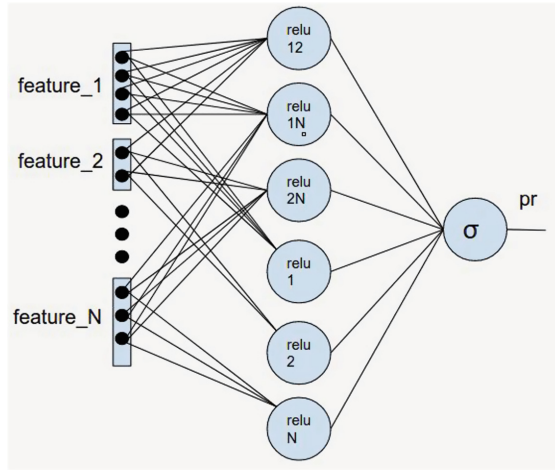 feature_1
feature_2
feature_N
relu
12
relu
1N
relu
2N
relu
1
relu
2
relu
N
σ
pr